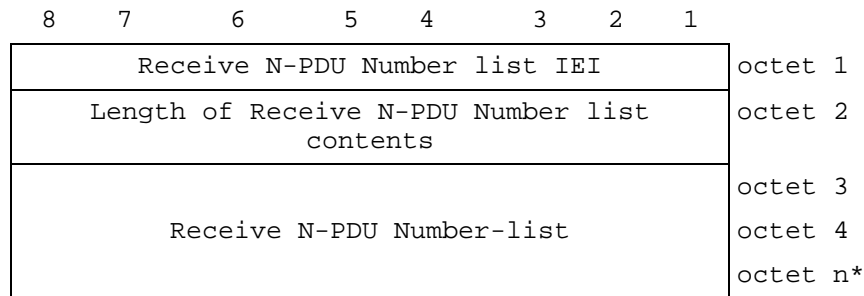 8 7 6 5 4 3 2 1
Receive N-PDU Number list IEI octet 1
Length of Receive N-PDU Number list octet 2
contents
octet 3
Receive N-PDU Number-list octet 4
octet n*